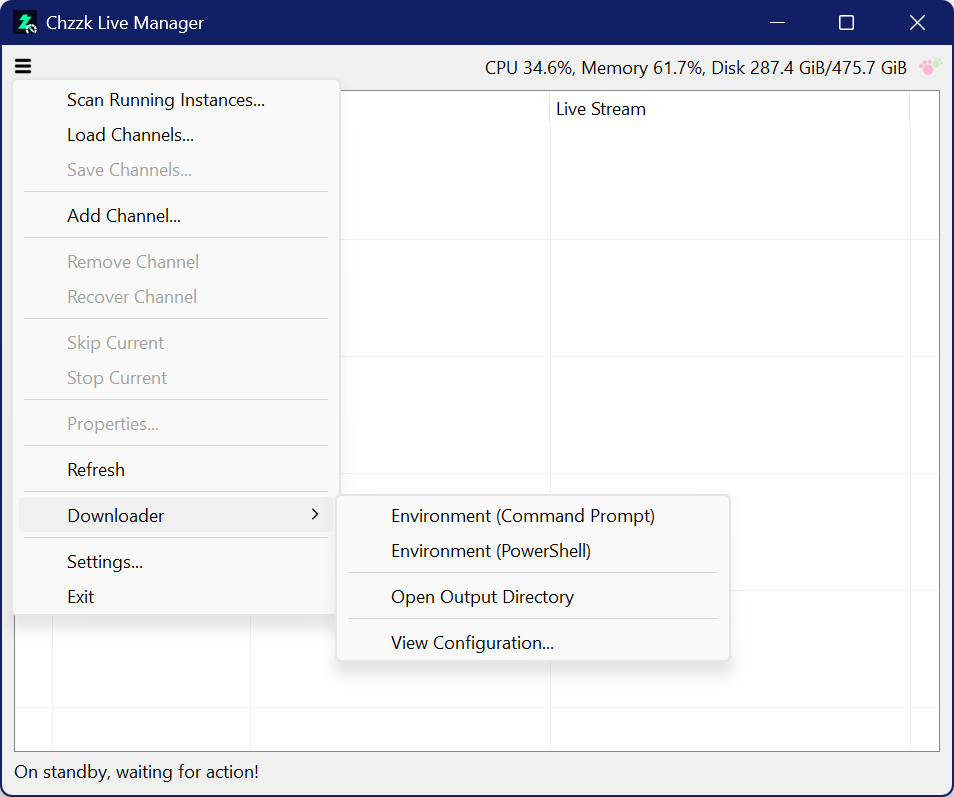 Chzzk Live Manager
CPU 34.6%, Memory 61.7%, Disk 287.4 GiB/475.7 GiB
Live Stream
Scan Running Instances...
Load Channels...
Save Channels...
Add Channel...
Remove Channel
Recover Channel
Skip Current
Stop Current
Properties...
Refresh
Downloader
Settings...
Exit
Environment (Command Prompt)
Environment (PowerShell)
Open Output Directory
View Configuration...
On standby, waiting for action!